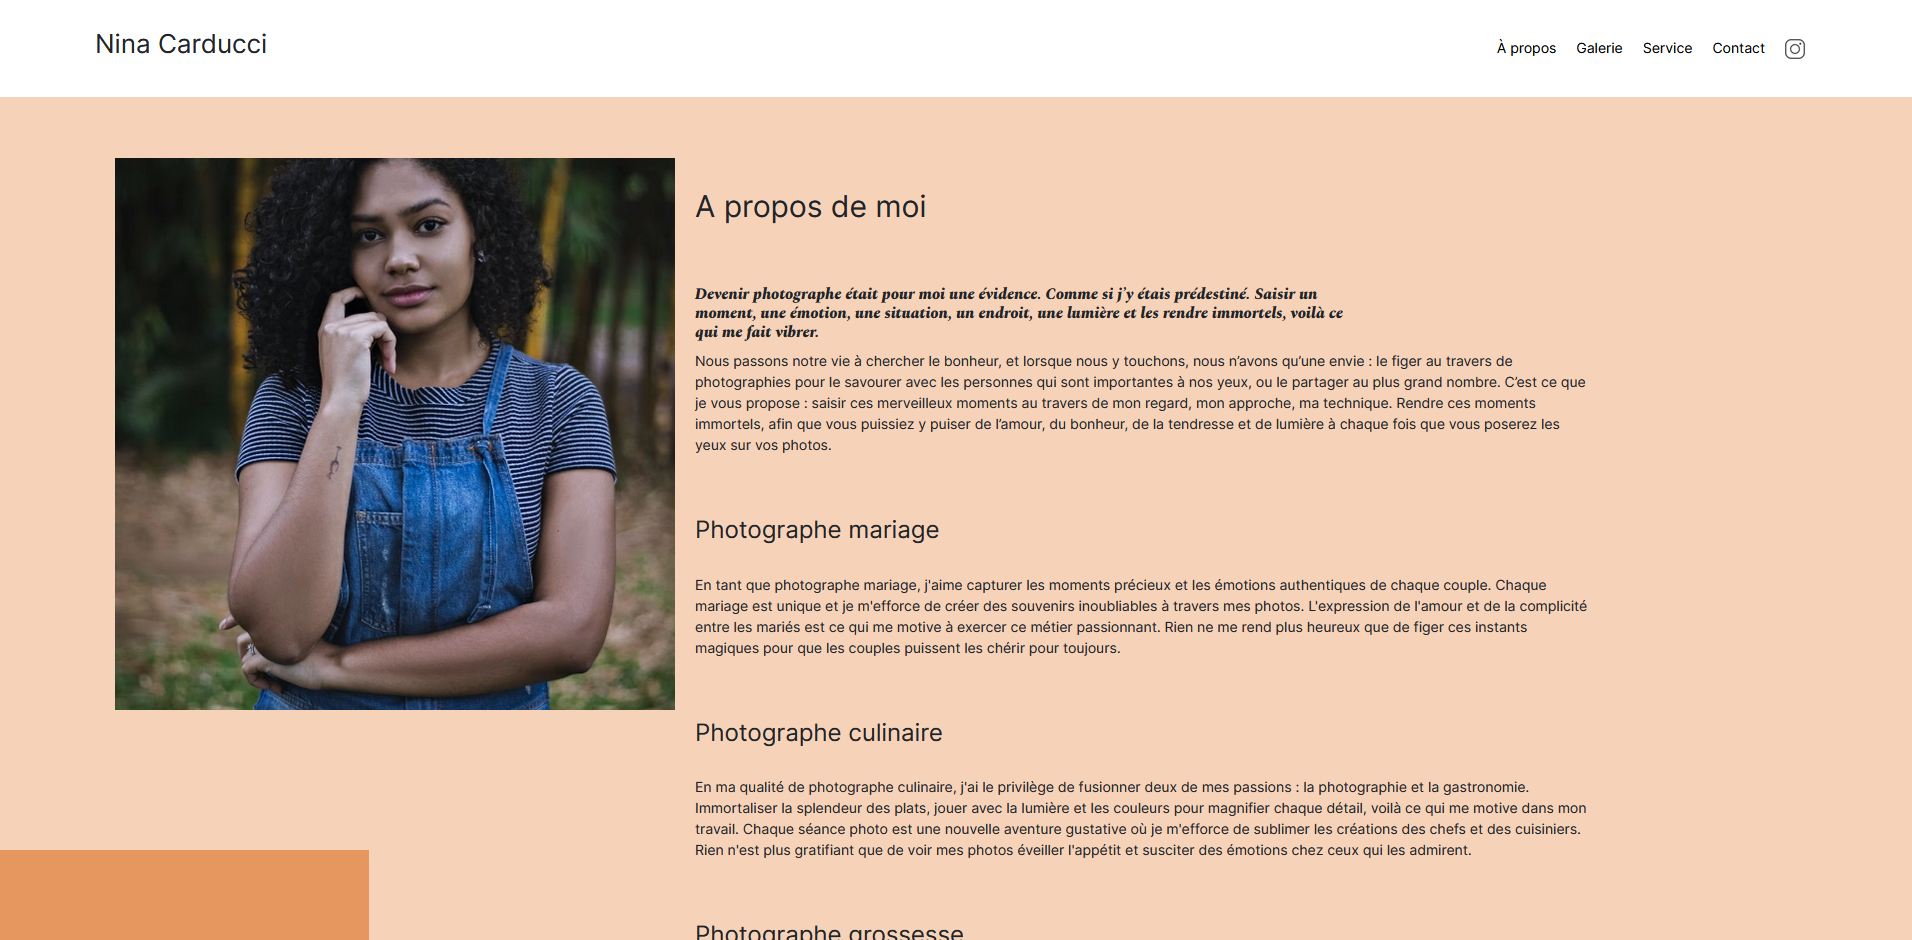 Nina Carducci
À propos Galerie Service Contact
A propos de moi
Devenir photographe était pour moi une évidence. Comme si j’y étais prédestiné. Saisir un
moment, une émotion, une situation, un endroit, une lumière et les rendre immortels, voilà ce
qui me fait vibrer.
Nous passons notre vie à chercher le bonheur, et lorsque nous y touchons, nous n’avons qu’une envie : le figer au travers de
photographies pour le savourer avec les personnes qui sont importantes à nos yeux, ou le partager au plus grand nombre. C’est ce que
je vous propose : saisir ces merveilleux moments au travers de mon regard, mon approche, ma technique. Rendre ces moments
immortels, afin que vous puissiez y puiser de l’amour, du bonheur, de la tendresse et de lumière à chaque fois que vous poserez les
yeux sur vos photos.
Photographe mariage
En tant que photographe mariage, j'aime capturer les moments précieux et les émotions authentiques de chaque couple. Chaque
mariage est unique et je m'efforce de créer des souvenirs inoubliables à travers mes photos. L'expression de l'amour et de la complicité
entre les mariés est ce qui me motive à exercer ce métier passionnant. Rien ne me rend plus heureux que de figer ces instants
magiques pour que les couples puissent les chérir pour toujours.
Photographe culinaire
En ma qualité de photographe culinaire, j'ai le privilège de fusionner deux de mes passions : la photographie et la gastronomie.
Immortaliser la splendeur des plats, jouer avec la lumière et les couleurs pour magnifier chaque détail, voilà ce qui me motive dans mon
travail. Chaque séance photo est une nouvelle aventure gustative où je m'efforce de sublimer les créations des chefs et des cuisiniers.
Rien n'est plus gratifiant que de voir mes photos éveiller l'appétit et susciter des émotions chez ceux qui les admirent.
Photographe grossesse